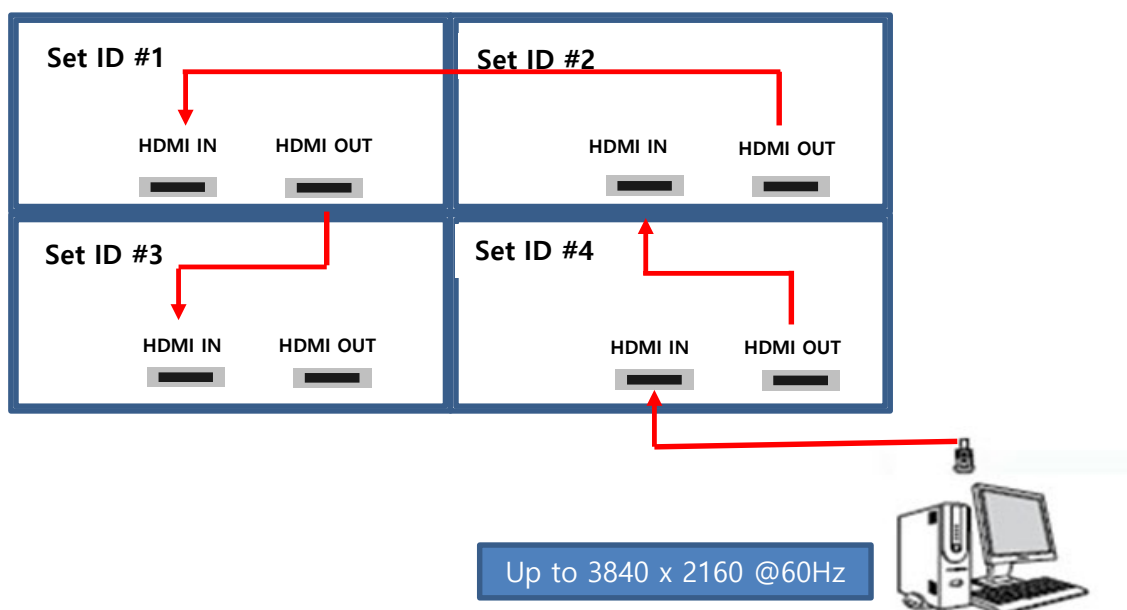 Set ID #1
Set ID #2
HDMI IN
HDMI OUT
HDMI IN
HDMI OUT
Set ID #3
Set ID #4
HDMI IN
HDMI OUT
HDMI IN
HDMI OUT
Up to 3840 x 2160 @60Hz